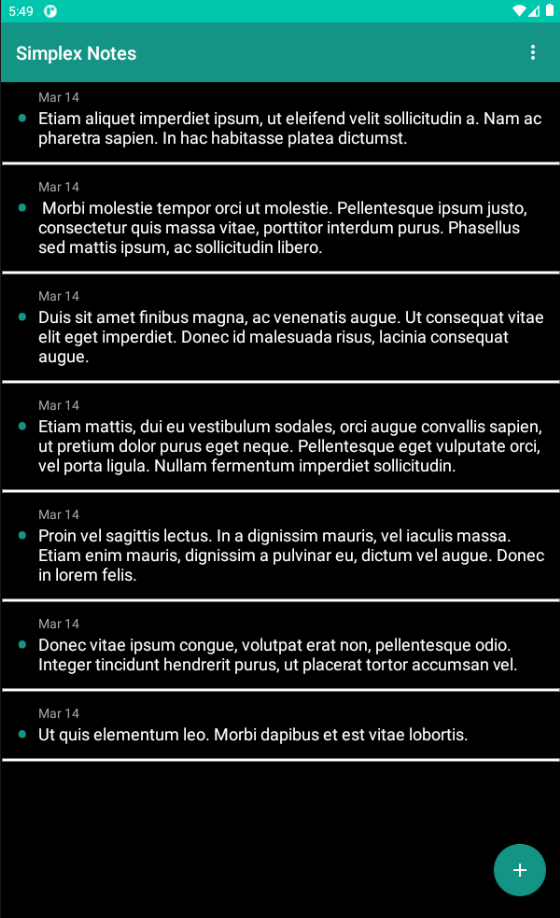 5:49
Simplex Notes
Mar 14
Etiam aliquet imperdiet ipsum, ut eleifend velit sollicitudin a. Nam ac
pharetra sapien. In hac habitasse platea dictumst.
Mar 14
Morbi molestie tempor orci ut molestie. Pellentesque ipsum justo,
consectetur quis massa vitae, porttitor interdum purus. Phasellus
sed mattis ipsum, ac sollicitudin libero.
Mar 14
Duis sit amet finibus magna, ac venenatis augue. Ut consequat vitae
elit eget imperdiet. Donec id malesuada risus, lacinia consequat
augue.
Mar 14
Etiam mattis, dui eu vestibulum sodales, orci augue convallis sapien,
ut pretium dolor purus eget neque. Pellentesque eget vulputate orci,
vel porta ligula. Nullam fermentum imperdiet sollicitudin.
Mar 14
Proin vel sagittis lectus. In a dignissim mauris, vel iaculis massa.
Etiam enim mauris, dignissim a pulvinar eu, dictum vel augue. Donec
in lorem felis.
Mar 14
Donec vitae ipsum congue, volutpat erat non, pellentesque odio.
Integer tincidunt hendrerit purus, ut placerat tortor accumsan vel.
Mar 14
Ut quis elementum leo. Morbi dapibus et est vitae lobortis.